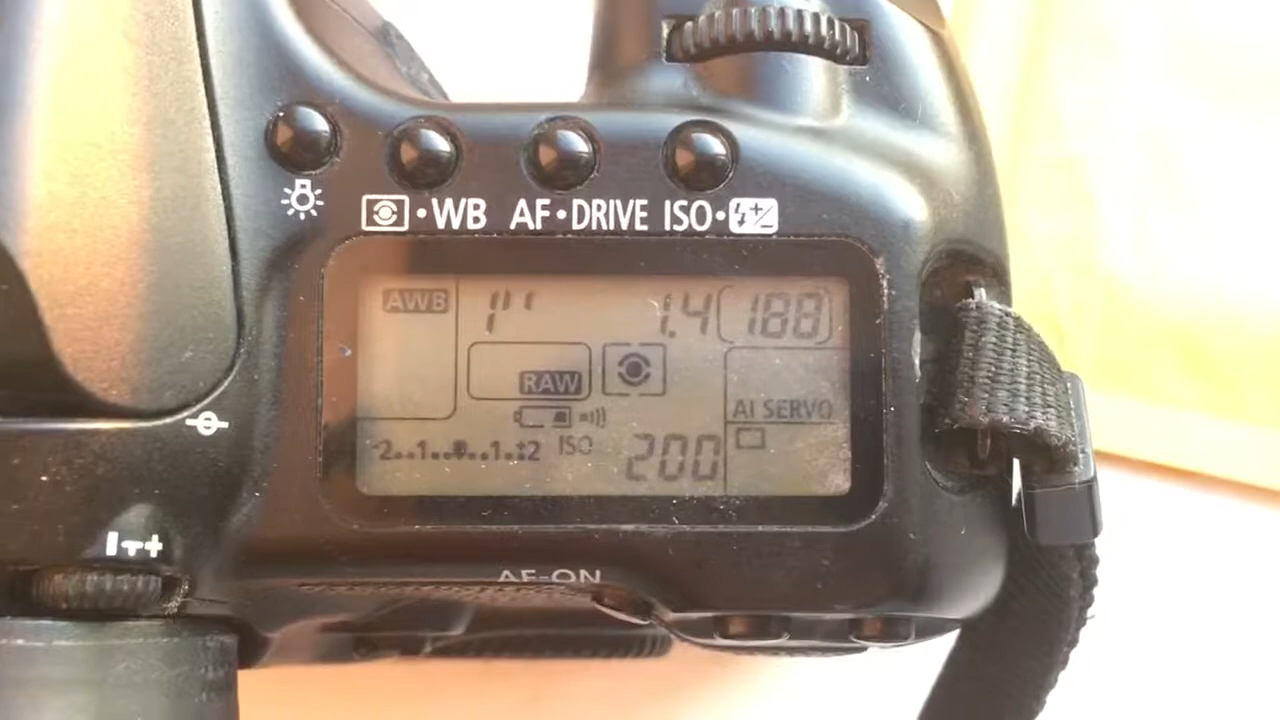 WB AF•DRIVE ISO•
AWB 1" 1.4 [188]
RAW
AI SERVO
-2..1..0..1.:2 ISO 200
AF-ON